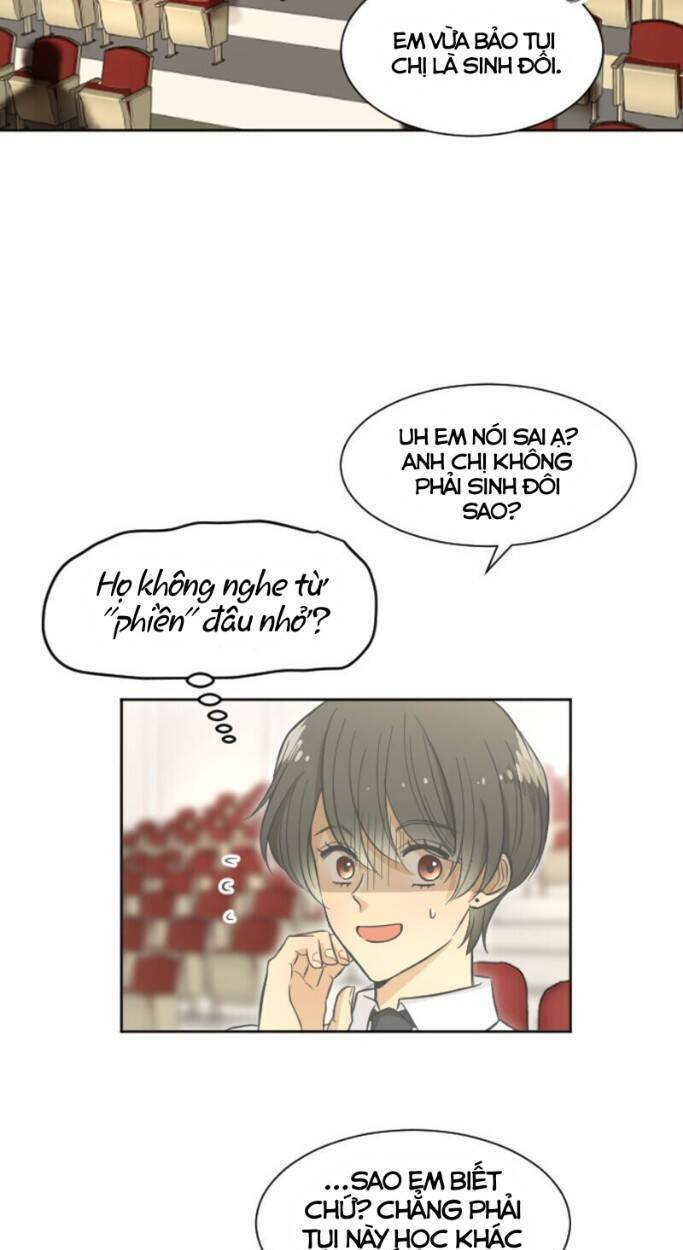 EM VỪA BẢO TỤI
CHỊ LÀ SINH ĐÔI.
UH EM NÓI SAI Ạ?
ANH CHỊ KHÔNG
PHẢI SINH ĐÔI
SAO?
Họ không nghe từ
"phiền" đâu nhở?
...SAO EM BIẾT
CHỨ? CHẲNG PHẢI
TỤI NÀY HỌC KHÁC